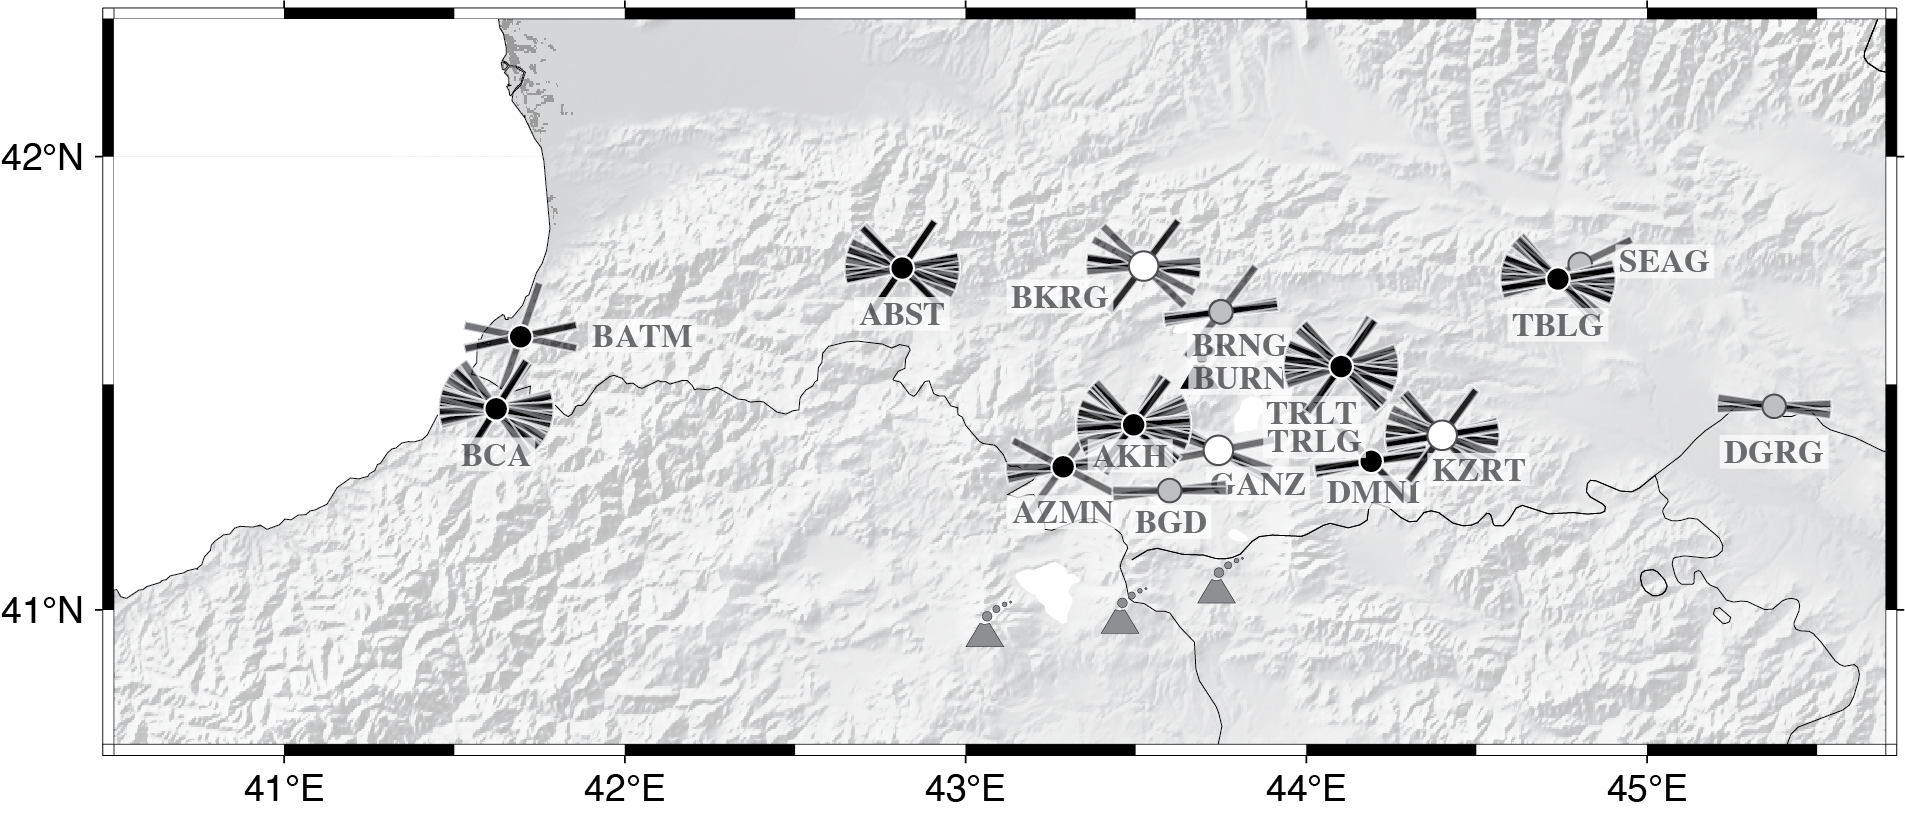 42°N
41°N
ABST
BKRG
SEAG
TBLG
BATM
BRNG
BURN
BCA
TRLT
TRLG
AKH
KZRT
DGRG
GANZ
DMNI
AZMN
BGD
41°E
42°E
43°E
44°E
45°E